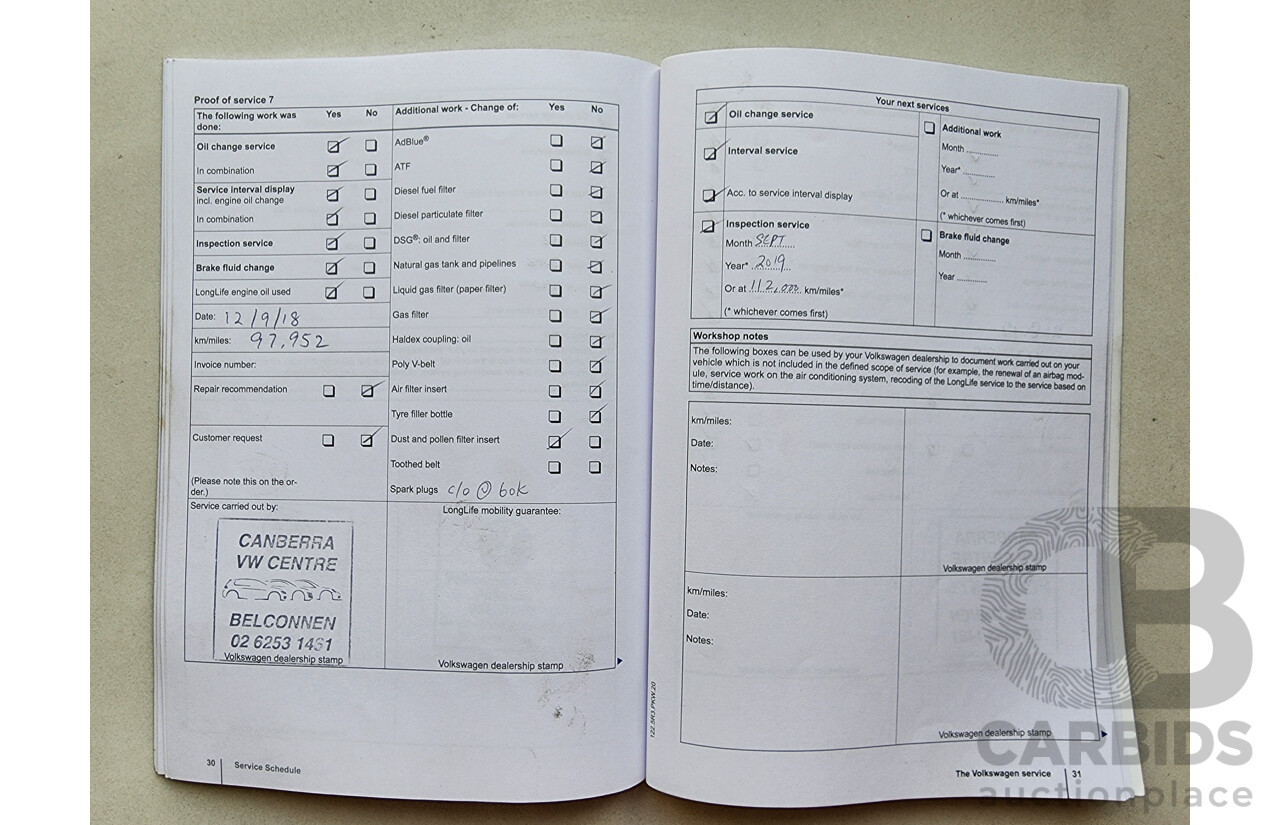 Proof of service 7
The following work was done: Yes No
Oil change service
In combination
Service interval display
incl. engine oil change
In combination
Inspection service
Brake fluid change
LongLife engine oil used
Date: 12/9/18
km/miles: 97,952
Invoice number:
Repair recommendation
Customer request
(Please note this on the or-
der.)
Additional work - Change of: Yes No
AdBlue®
ATF
Diesel fuel filter
Diesel particulate filter
DSG®: oil and filter
Natural gas tank and pipelines
Liquid gas filter (paper filter)
Gas filter
Haldex coupling: oil
Poly V-belt
Air filter insert
Tyre filler bottle
Dust and pollen filter insert
Toothed belt
Spark plugs c/o @ 60K
Service carried out by:
CANBERRA
VW CENTRE
BELCONNEN
02 6253 1461
Volkswagen dealership stamp
LongLife mobility guarantee:
Volkswagen dealership stamp
30 Service Schedule
122.5R3.PKW.20
Your next services
Oil change service
Interval service
Acc. to service interval display
Inspection service
Month SEPT
Year* 2019
Or at 112,000 km/miles*
(* whichever comes first)
Additional work
Month
Year*
Or at km/miles*
(* whichever comes first)
Brake fluid change
Month
Year
Workshop notes
The following boxes can be used by your Volkswagen dealership to document work carried out on your
vehicle which is not included in the defined scope of service (for example, the renewal of an airbag mod-
ule, service work on the air conditioning system, recoding of the LongLife service to the service based on
time/distance).
km/miles:
Date:
Notes:
Volkswagen dealership stamp
km/miles:
Date:
Notes:
Volkswagen dealership stamp
The Volkswagen service 31
CB
CARBIDS
auctionplace